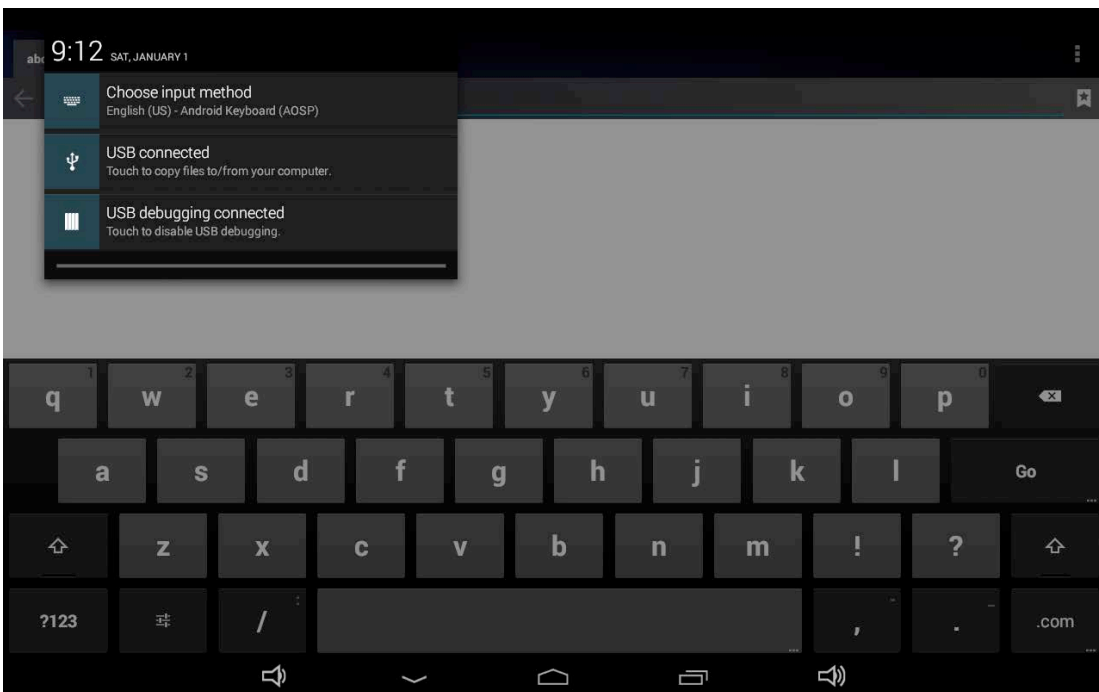 9:12 SAT, JANUARY 1
abo
Choose input method
English (US) - Android Keyboard (AOSP)
USB connected
Touch to copy files to/from your computer.
USB debugging connected
Touch to disable USB debugging.
1 2 3 4 5 6 7 8 9 0
q w e r t y u i o p
a s d f g h j k l Go
z x c v b n m ! ?
?123 / : , - . _ .com